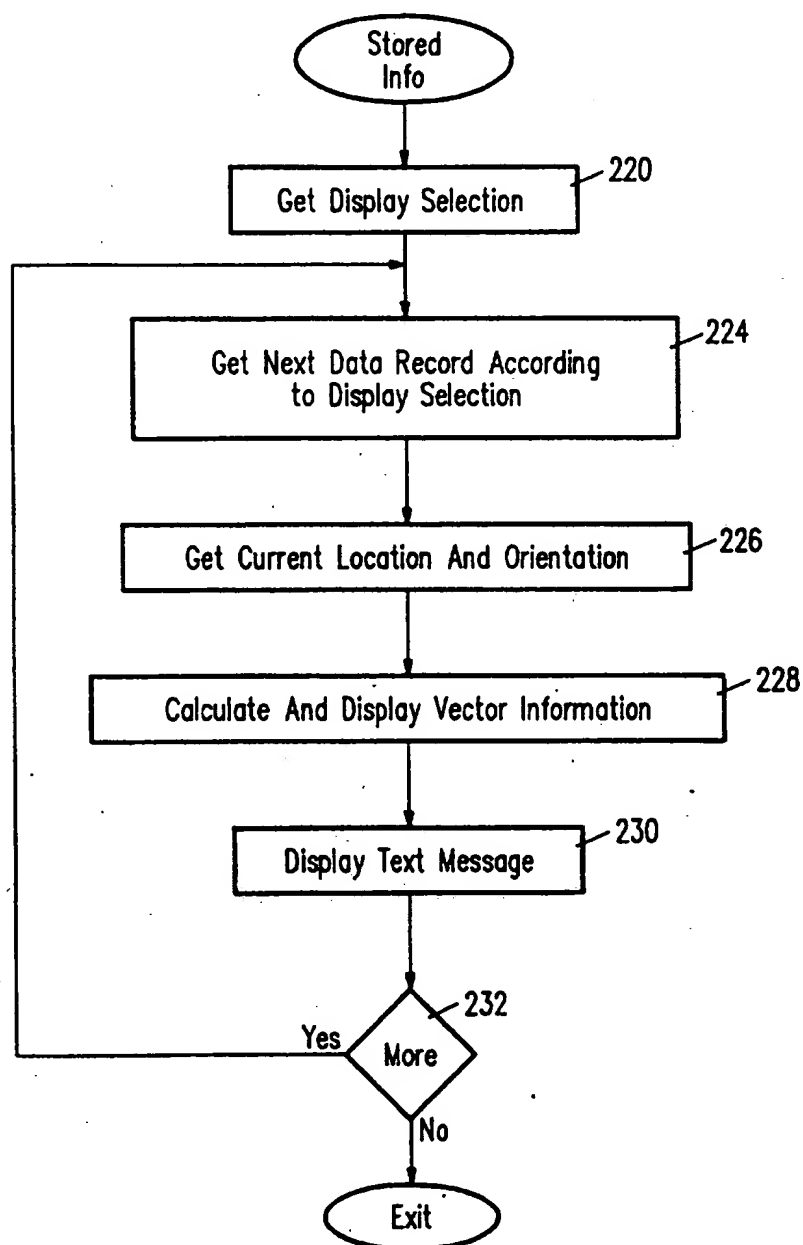 Stored
Info
220
Get Display Selection
224
Get Next Data Record According
to Display Selection
226
Get Current Location And Orientation
228
Calculate And Display Vector Information
230
Display Text Message
232
Yes
More
No
Exit